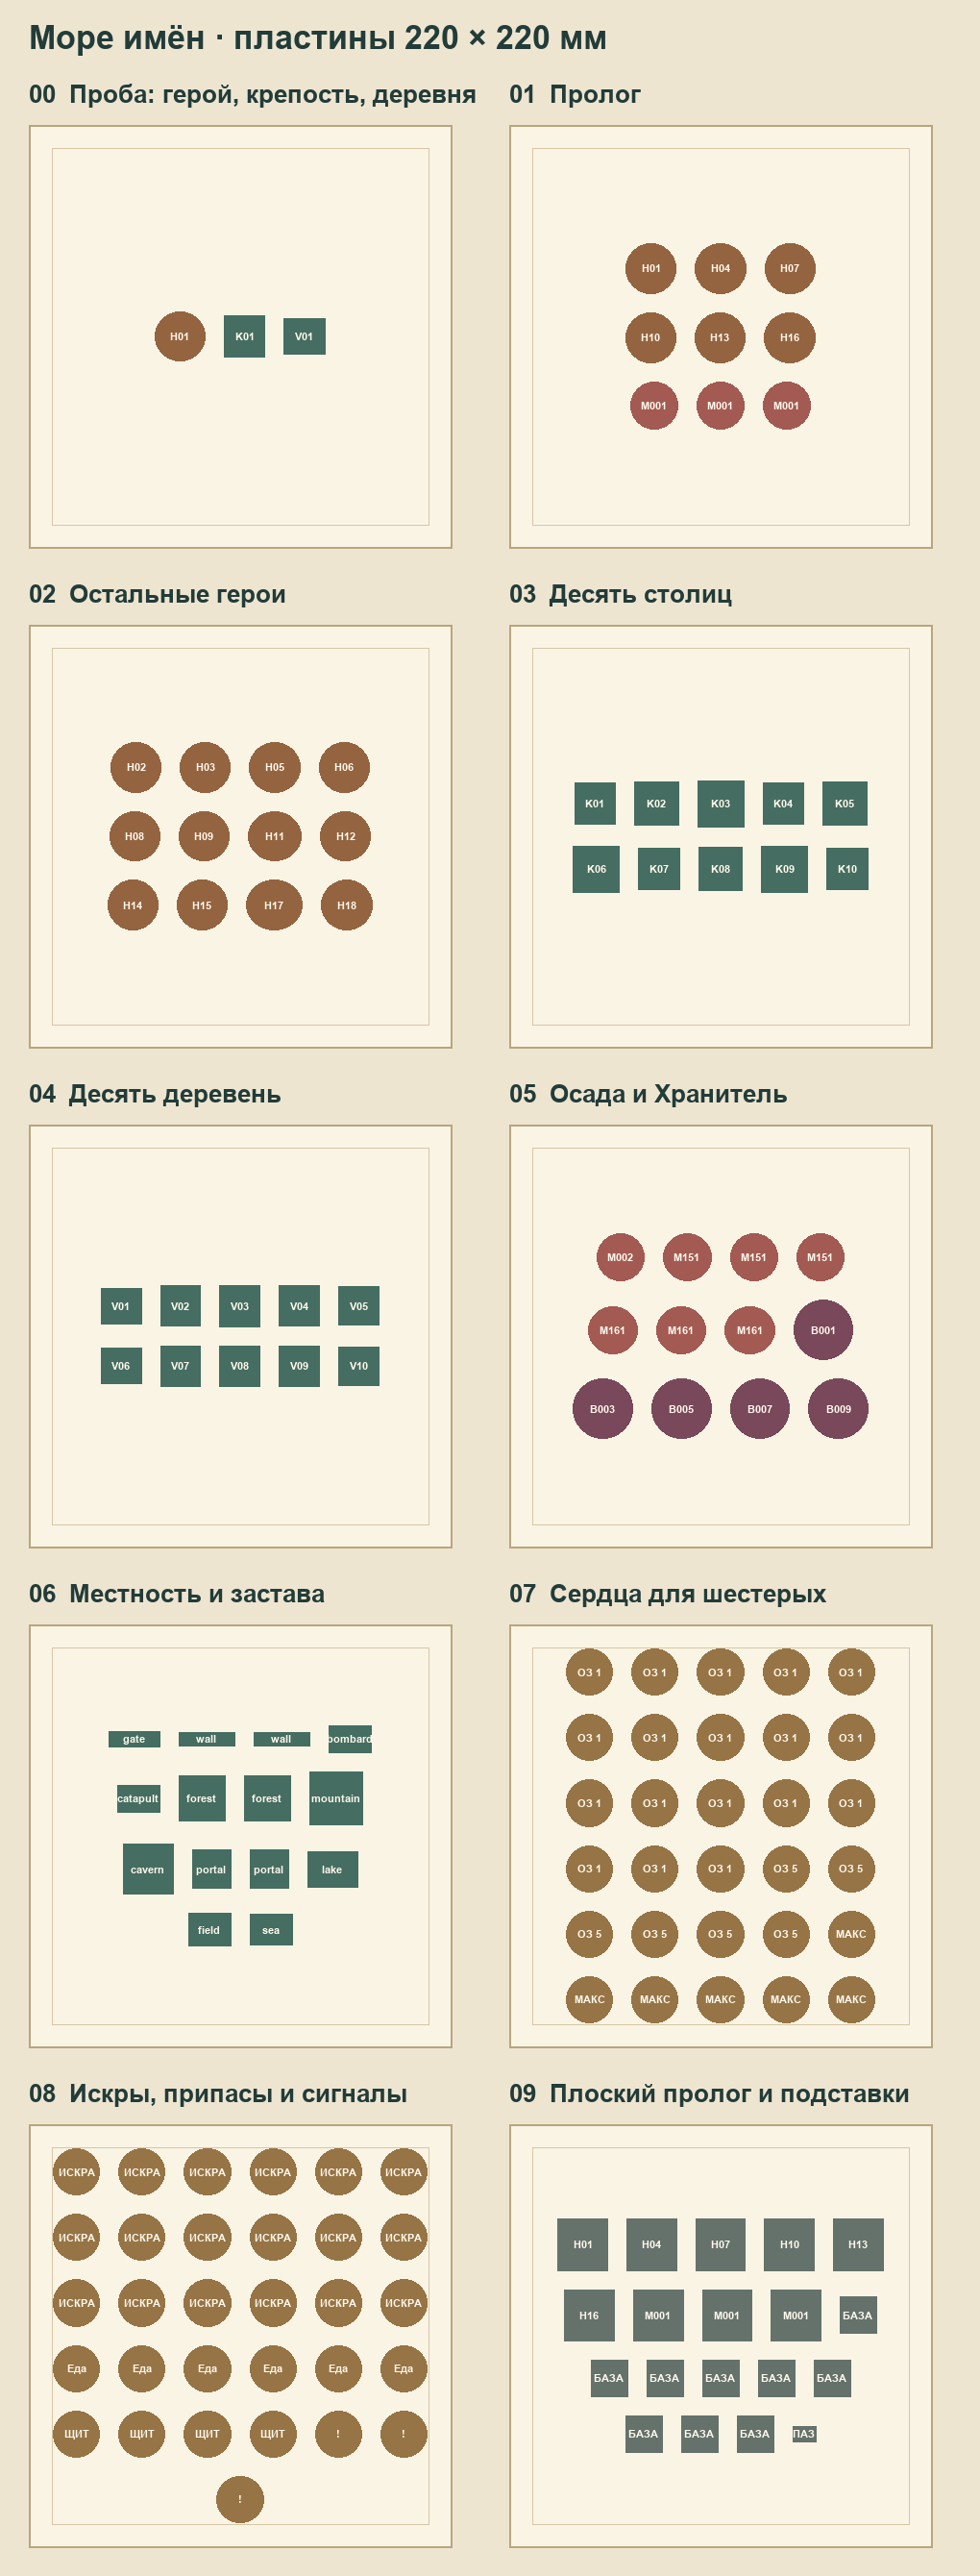 Море имён · пластины 220 × 220 мм
00 Проба: герой, крепость, деревня
H01 K01 V01
01 Пролог
H01 H04 H07
H10 H13 H16
M001 M001 M001
02 Остальные герои
H02 H03 H05 H06
H08 H09 H11 H12
H14 H15 H17 H18
03 Десять столиц
K01 K02 K03 K04 K05
K06 K07 K08 K09 K10
04 Десять деревень
V01 V02 V03 V04 V05
V06 V07 V08 V09 V10
05 Осада и Хранитель
M002 M151 M151 M151
M161 M161 M161 B001
B003 B005 B007 B009
06 Местность и застава
gate wall wall bombard
catapult forest forest mountain
cavern portal portal lake
field sea
07 Сердца для шестерых
ОЗ 1 ОЗ 1 ОЗ 1 ОЗ 1 ОЗ 1
ОЗ 1 ОЗ 1 ОЗ 1 ОЗ 1 ОЗ 1
ОЗ 1 ОЗ 1 ОЗ 1 ОЗ 1 ОЗ 1
ОЗ 1 ОЗ 1 ОЗ 1 ОЗ 5 ОЗ 5
ОЗ 5 ОЗ 5 ОЗ 5 ОЗ 5 МАКС
МАКС МАКС МАКС МАКС МАКС
08 Искры, припасы и сигналы
ИСКРА ИСКРА ИСКРА ИСКРА ИСКРА ИСКРА
ИСКРА ИСКРА ИСКРА ИСКРА ИСКРА ИСКРА
ИСКРА ИСКРА ИСКРА ИСКРА ИСКРА ИСКРА
Еда Еда Еда Еда Еда Еда
ЩИТ ЩИТ ЩИТ ЩИТ ! !
!
09 Плоский пролог и подставки
H01 H04 H07 H10 H13
H16 M001 M001 M001 БАЗА
БАЗА БАЗА БАЗА БАЗА БАЗА
БАЗА БАЗА БАЗА ПАЗ